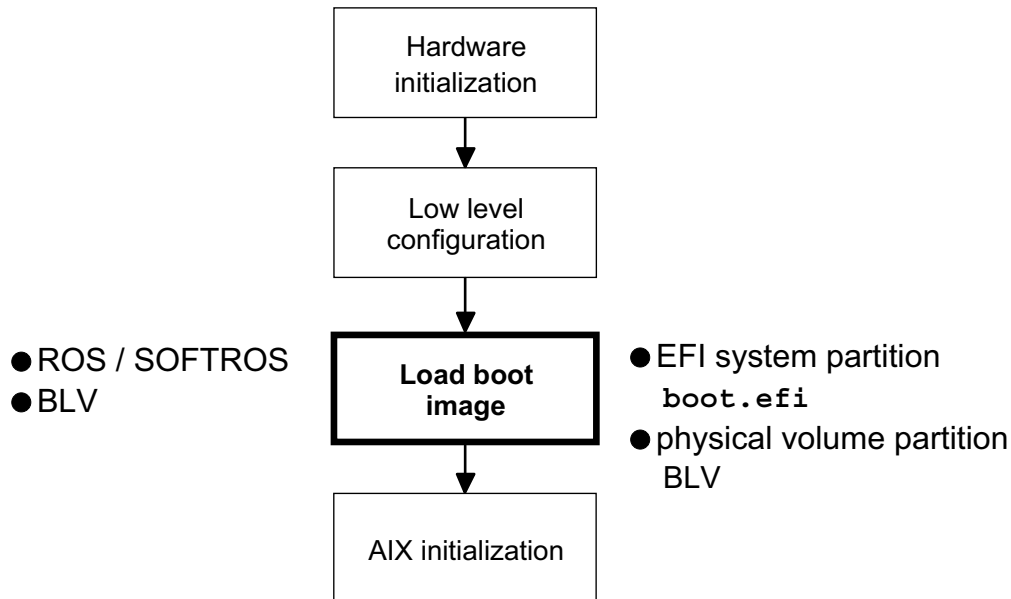 Hardware
initialization
Low level
configuration
● ROS / SOFTROS
● BLV
Load boot
image
● EFI system partition
boot.efi
● physical volume partition
BLV
AIX initialization